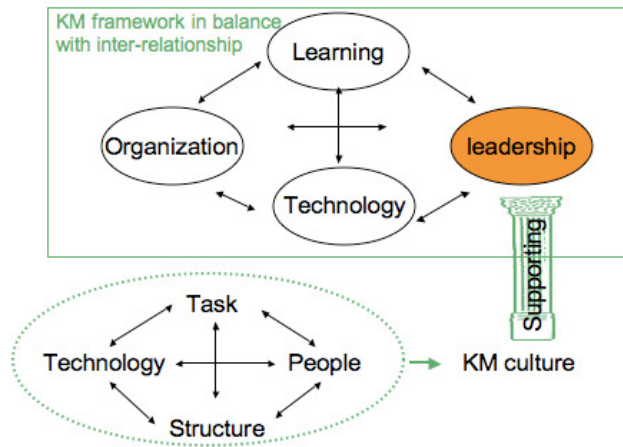 KM framework in balance
with inter-relationship
Learning
Organization
leadership
Technology
Supporting
Task
Technology
People
KM culture
Structure